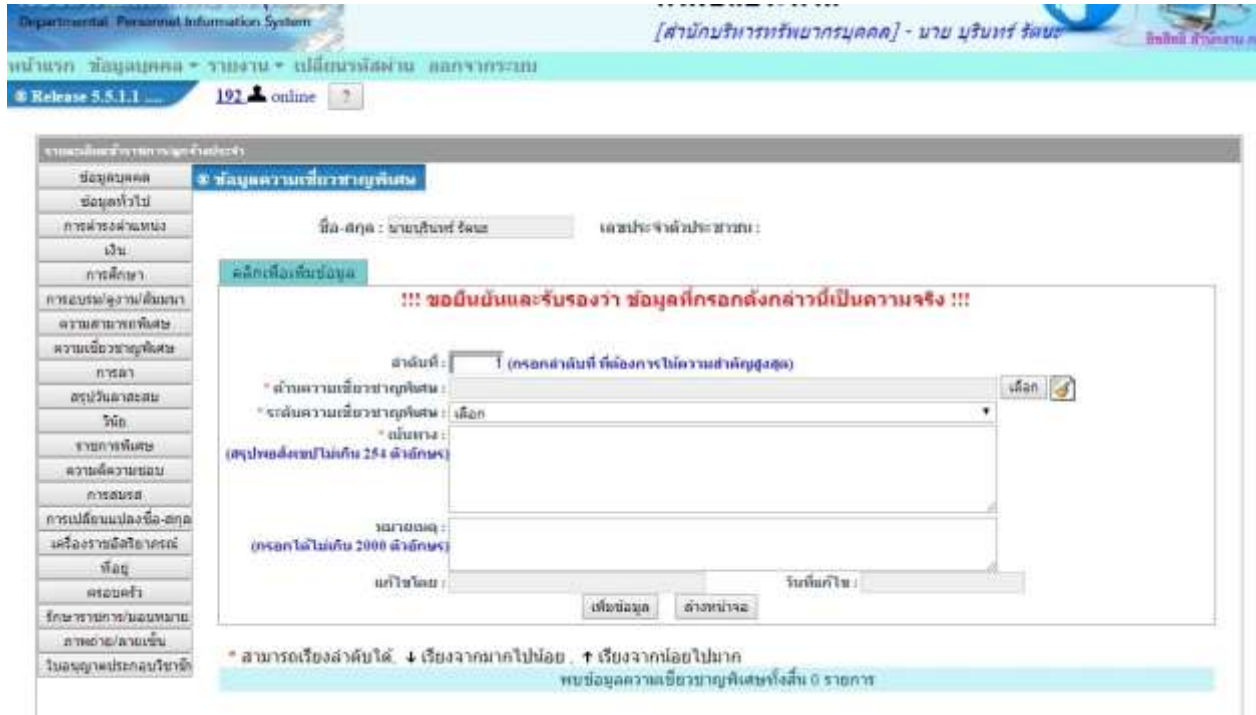 Departmental Personnel Information System
[สำนักบริหารทรัพยากรบุคคล] - นาย บุรินทร์ รัตนะ
หน้าแรก ข้อมูลบุคคล รายงาน เปลี่ยนรหัสผ่าน ออกจากระบบ
Release 5.5.1.1 ....
192 online ?
รายละเอียดข้าราชการ/ลูกจ้างประจำ
ข้อมูลบุคคล
ข้อมูลความเชี่ยวชาญพิเศษ
ข้อมูลทั่วไป
การดำรงตำแหน่ง
ชื่อ-สกุล : นายบุรินทร์ รัตนะ เลขประจำตัวประชาชน :
เงิน
การศึกษา
คลิกเพื่อเพิ่มข้อมูล
การอบรม/ดูงาน/สัมมนา
!!! ขอยืนยันและรับรองว่า ข้อมูลที่กรอกดังกล่าวนี้เป็นความจริง !!!
ความสามารถพิเศษ
ความเชี่ยวชาญพิเศษ
ลำดับที่ : 1 (กรอกลำดับที่ ที่ต้องการให้ความสำคัญสูงสุด)
การลา
* ด้านความเชี่ยวชาญพิเศษ : เลือก
สรุปวันลาสะสม
* ระดับความเชี่ยวชาญพิเศษ : เลือก
วินัย
* เน้นทาง :
รายการพิเศษ
(สรุปพอสังเขปไม่เกิน 254 ตัวอักษร)
ความดีความชอบ
การสมรส
การเปลี่ยนแปลงชื่อ-สกุล
หมายเหตุ :
เครื่องราชอิสริยาภรณ์
(กรอกได้ไม่เกิน 2000 ตัวอักษร)
ที่อยู่
แก้ไขโดย : วันที่แก้ไข :
ครอบครัว
เพิ่มข้อมูล ล้างหน้าจอ
รักษาราชการ/มอบหมาย
ภาพถ่าย/ลายเซ็น
ใบอนุญาตประกอบวิชาชี
* สามารถเรียงลำดับได้ ↓ เรียงจากมากไปน้อย , ↑ เรียงจากน้อยไปมาก
พบข้อมูลความเชี่ยวชาญพิเศษทั้งสิ้น 0 รายการ